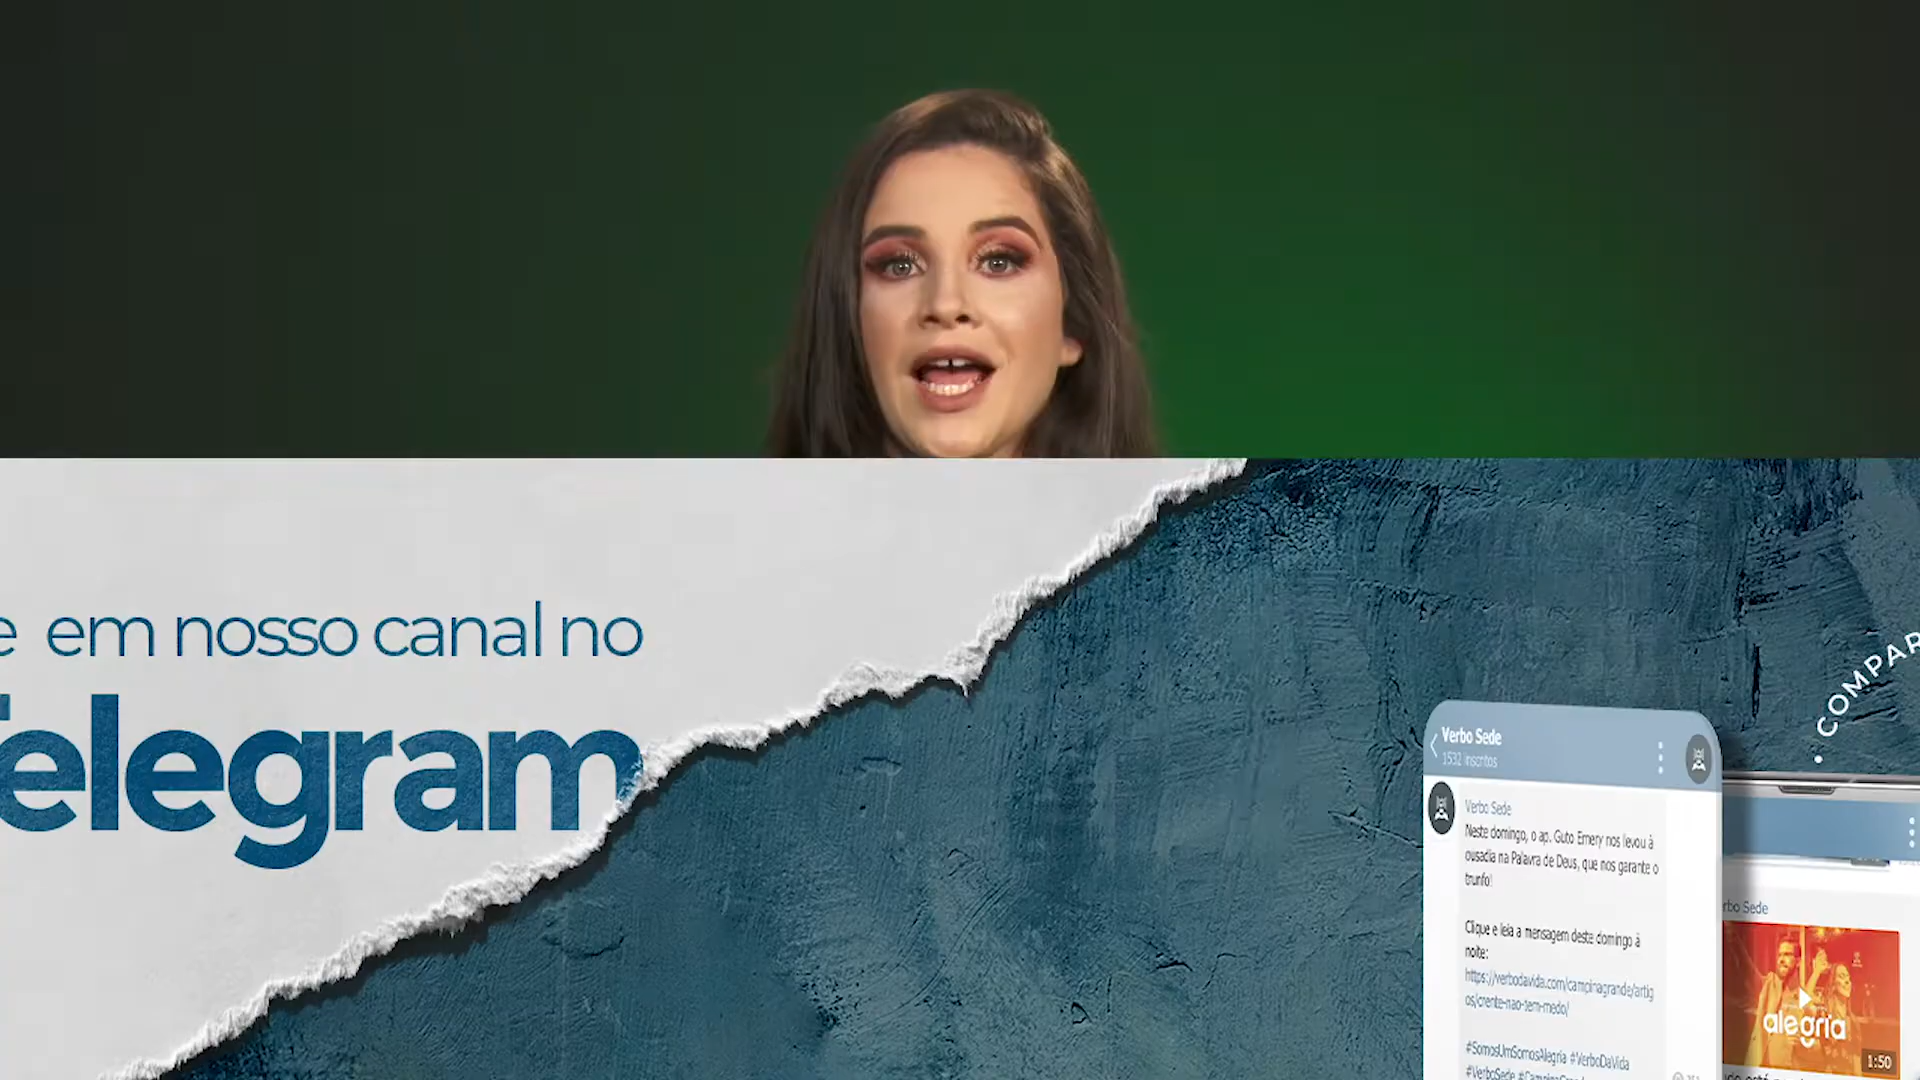 e em nosso canal no
Telegram
COMPAR
Verbo Sede
1532 inscritos
Verbo Sede
Neste domingo, o ap. Guto Emery nos levou à
ousadia na Palavra de Deus, que nos garante o
triunfo!
Clique e leia a mensagem deste domingo à
noite:
https://verbodavida.com/campinagrande/artig
os/crente-nao-tem-medo/
#SomosUmSomosAlegria #VerboDaVida
#VerboSede
rbo Sede
alegria
1:50